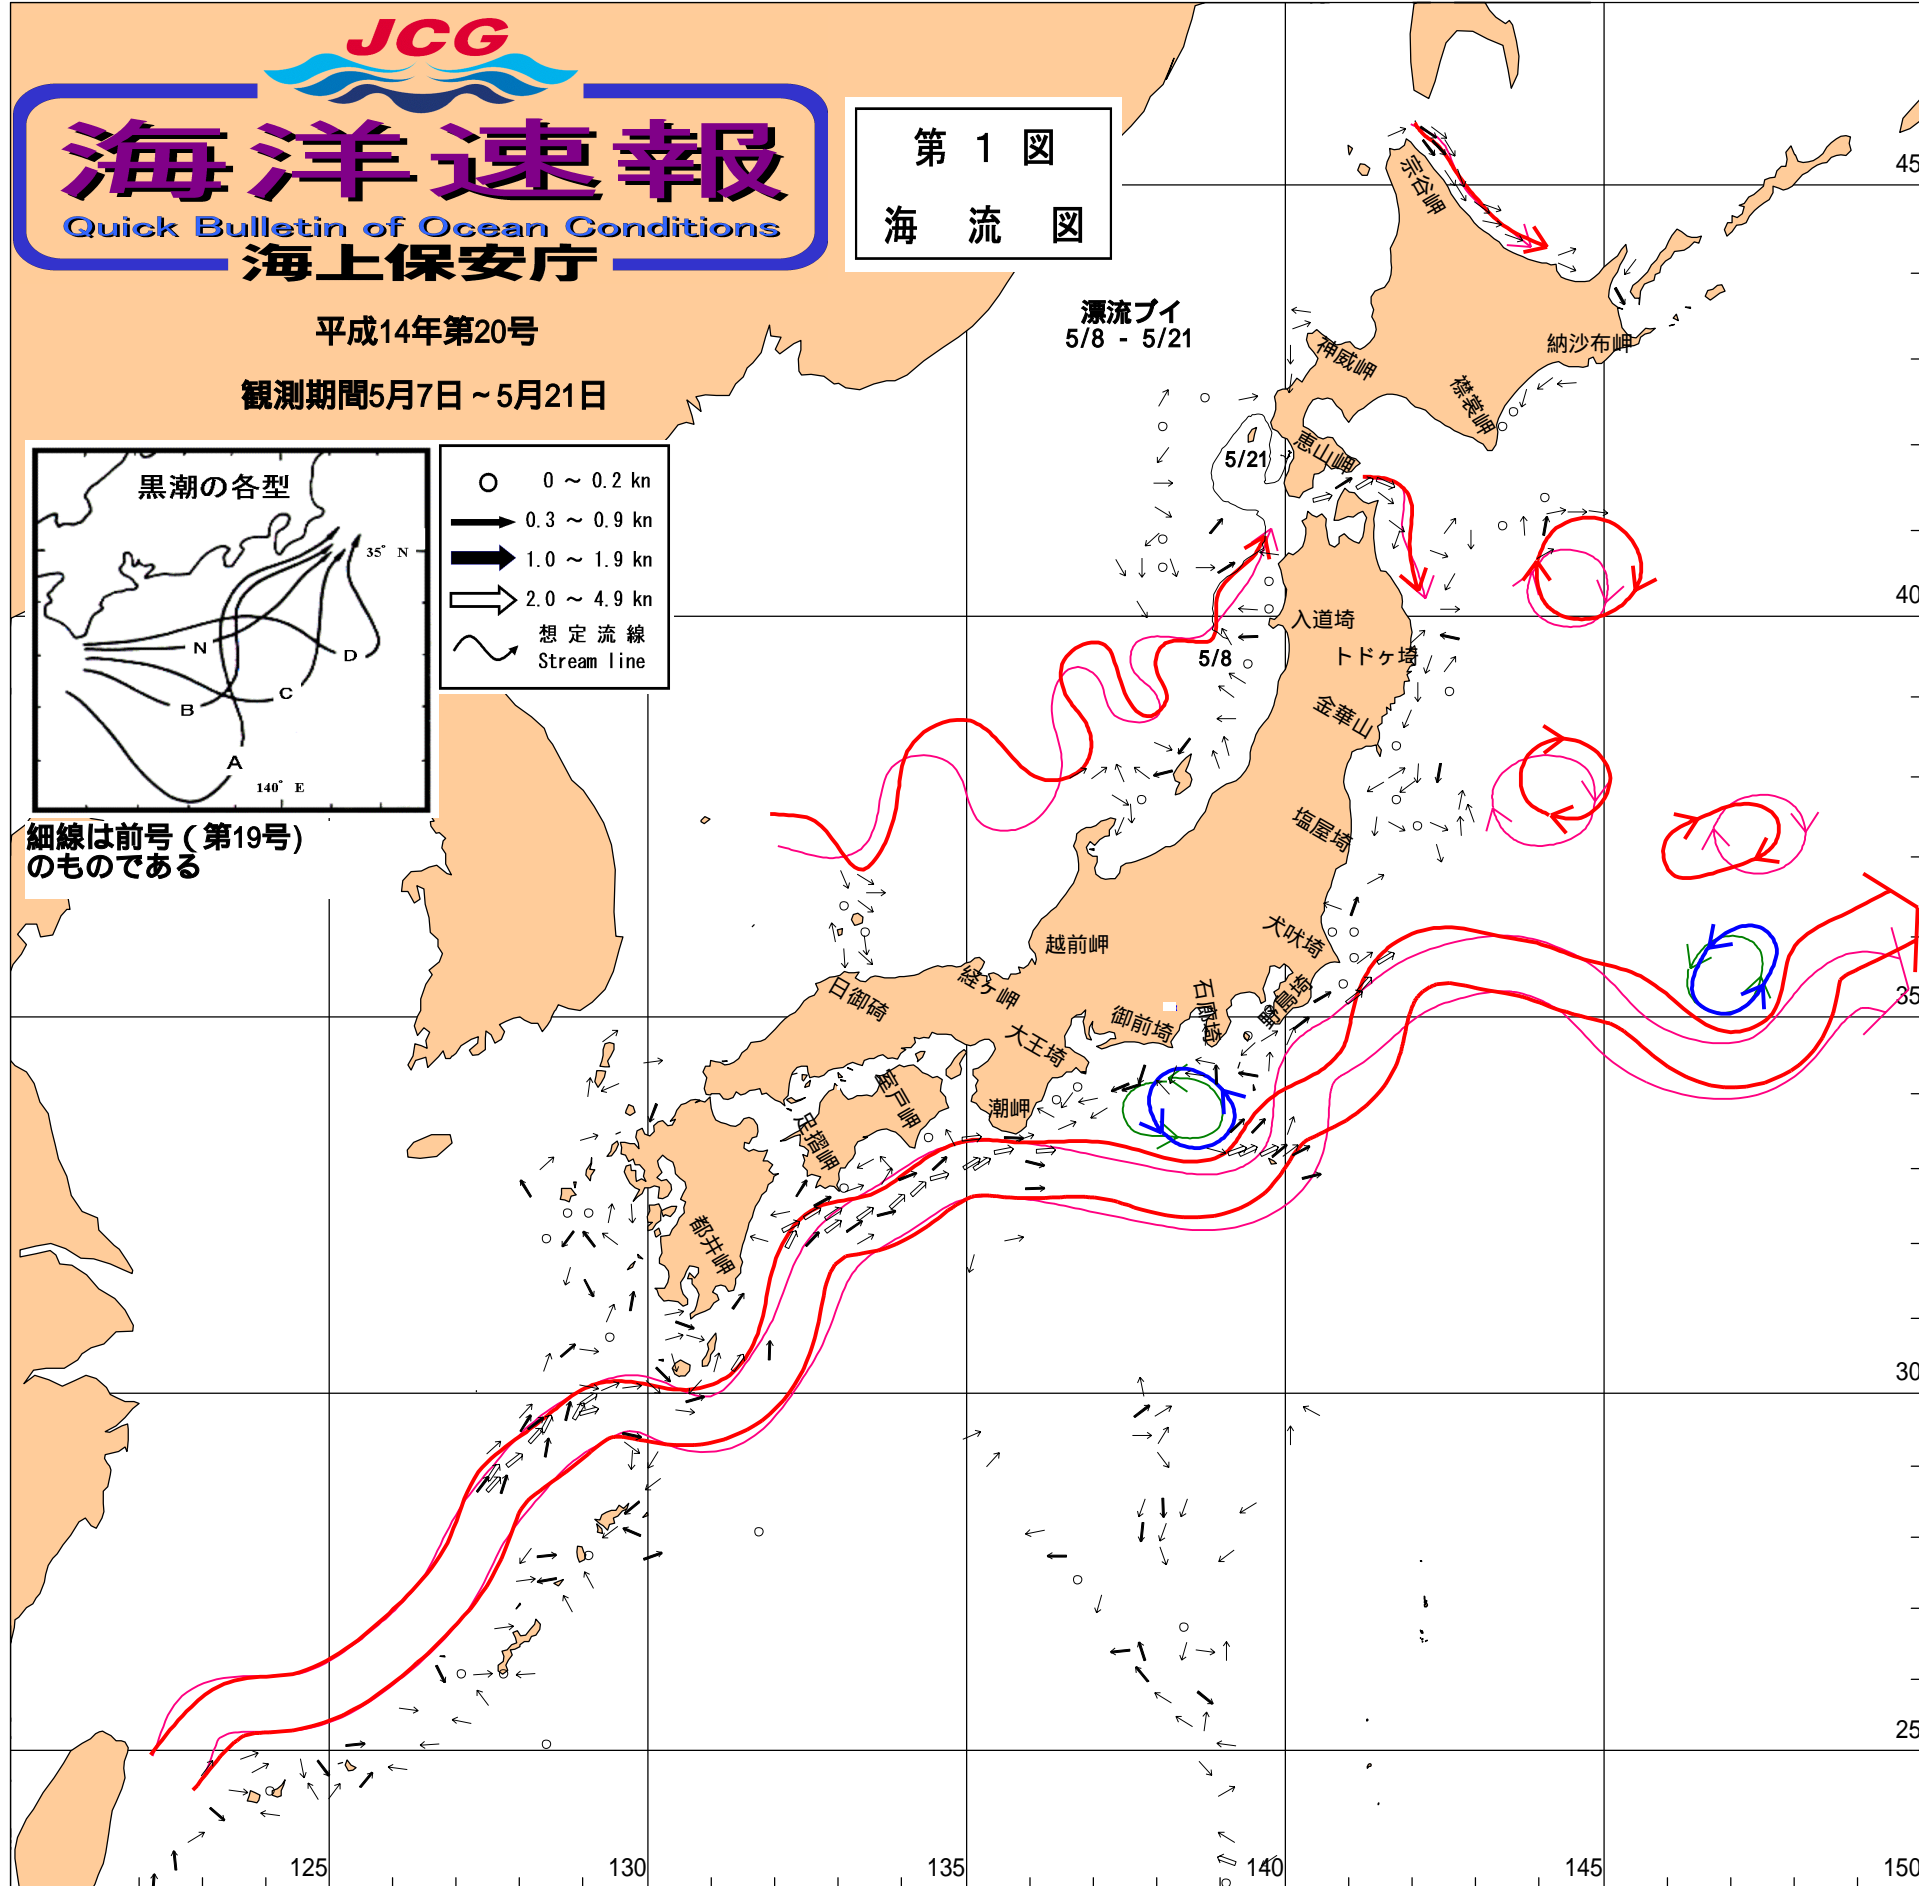 JCG
海洋速報
Quick Bulletin of Ocean Conditions
海上保安庁
平成14年第20号
観測期間5月7日～5月21日
第 1 図
海 流 図
漂流ブイ
5/8 - 5/21
黒潮の各型
35° N
N
D
C
B
A
140° E
0 ～ 0.2 kn
0.3 ～ 0.9 kn
1.0 ～ 1.9 kn
2.0 ～ 4.9 kn
想定流線
Stream line
細線は前号（第19号）
のものである
宗谷岬
納沙布岬
神威岬
襟裳岬
恵山岬
5/21
5/8
入道埼
トドヶ埼
金華山
塩屋埼
犬吠埼
越前岬
経ヶ岬
日御碕
石廊埼
野島埼
御前埼
大王埼
潮岬
室戸岬
足摺岬
都井岬
45
40
35
30
25
125
130
135
140
145
150